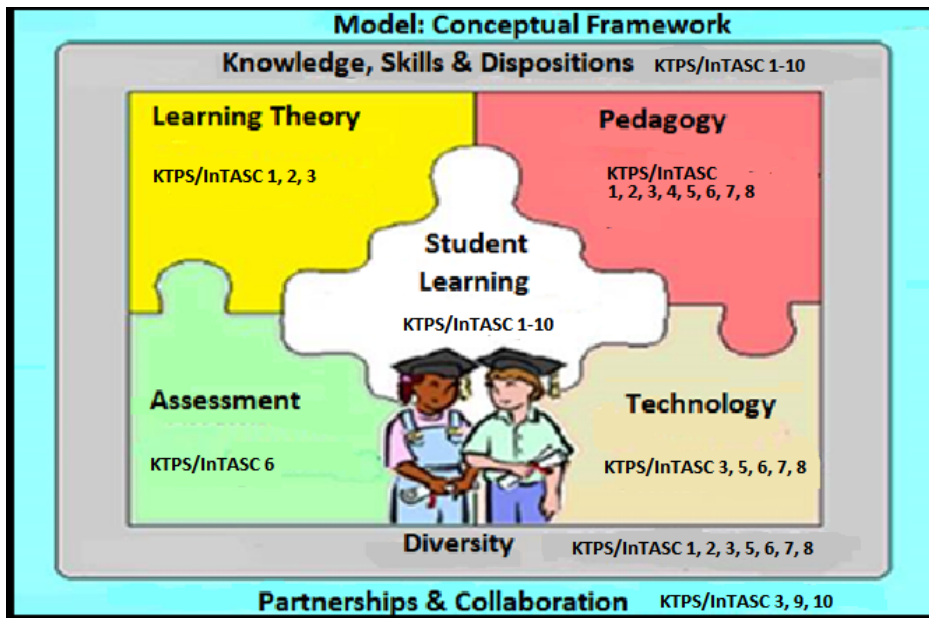 Model: Conceptual Framework
Knowledge, Skills & Dispositions KTPS/InTASC 1-10
Learning Theory
KTPS/InTASC 1, 2, 3
Pedagogy
KTPS/InTASC
1, 2, 3, 4, 5, 6, 7, 8
Student
Learning
KTPS/InTASC 1-10
Assessment
KTPS/InTASC 6
Technology
KTPS/InTASC 3, 5, 6, 7, 8
Diversity KTPS/InTASC 1, 2, 3, 5, 6, 7, 8
Partnerships & Collaboration KTPS/InTASC 3, 9, 10